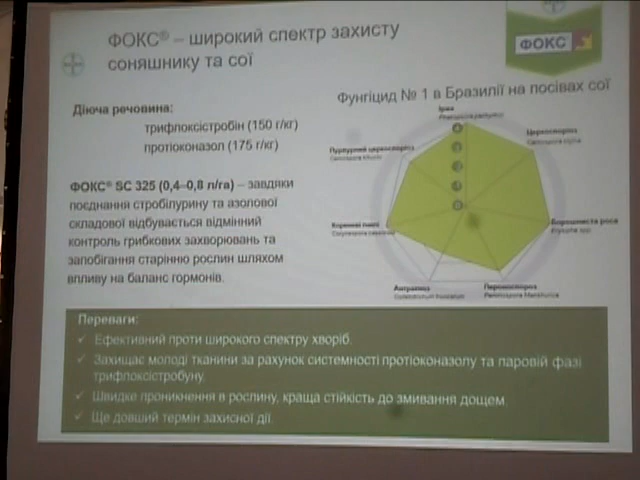 ФОКС® – широкий спектр захисту
соняшнику та сої
ФОКС
Діюча речовина:
трифлоксістробін (150 г/кг)
протіоконазол (175 г/кг)
ФОКС® SC 325 (0,4–0,8 л/га) – завдяки
поєднання стробілурину та азолової
складової відбувається відмінний
контроль грибкових захворювань та
запобігання старінню рослин шляхом
впливу на баланс гормонів.
Фунгіцид № 1 в Бразилії на посівах сої
Іржа
Церкоспороз
Пурпурний церкоспороз
Борошниста роса
Пероноспороз
Антракноз
Переваги:
✓ Ефективний проти широкого спектру хворіб.
✓ Захищає молоді тканини за рахунок системності протіоконазолу та паровій фазі
трифлоксістробуну.
✓ Швидке проникнення в рослину, краща стійкість до змивання дощем.
✓ Ще довший термін захисної дії.